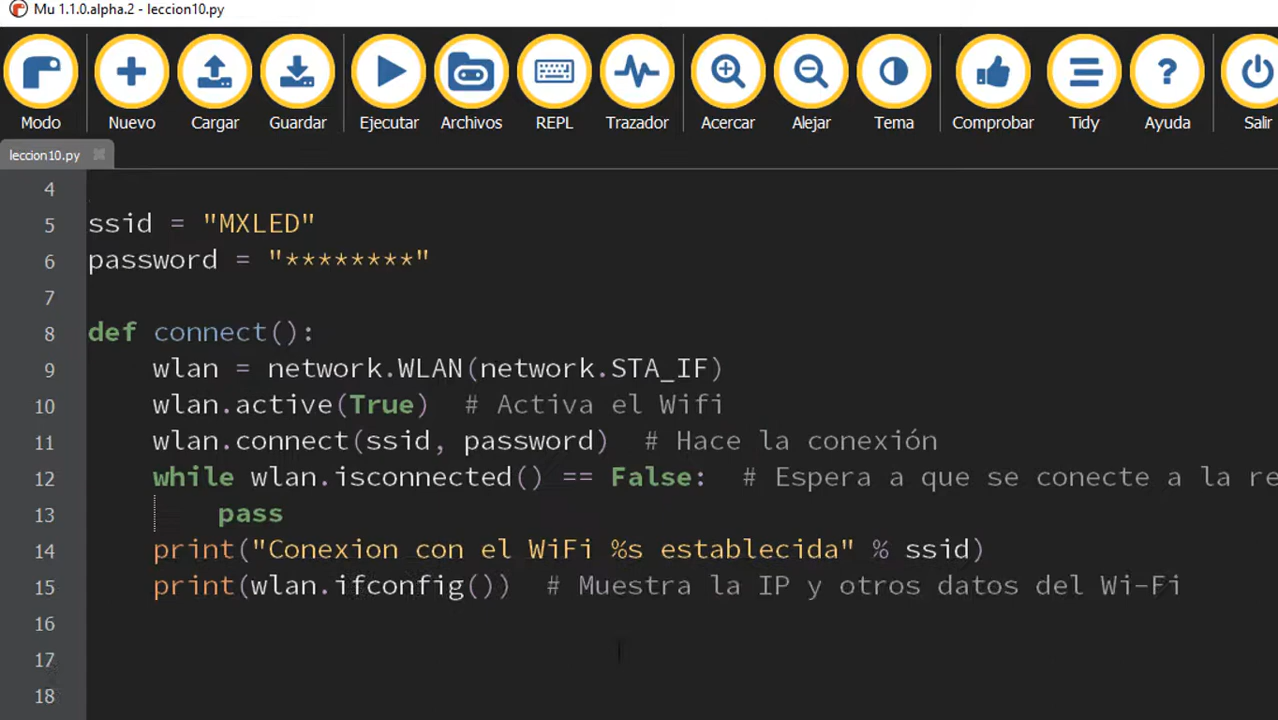 Mu 1.1.0.alpha.2 - leccion10.py
Modo Nuevo Cargar Guardar Ejecutar Archivos REPL Trazador Acercar Alejar Tema Comprobar Tidy Ayuda Salir
leccion10.py
4
5 ssid = "MXLED"
6 password = "********"
7
8 def connect():
9     wlan = network.WLAN(network.STA_IF)
10     wlan.active(True)  # Activa el Wifi
11     wlan.connect(ssid, password)  # Hace la conexión
12     while wlan.isconnected() == False:  # Espera a que se conecte a la re
13         pass
14     print("Conexion con el WiFi %s establecida" % ssid)
15     print(wlan.ifconfig())  # Muestra la IP y otros datos del Wi-Fi
16
17
18